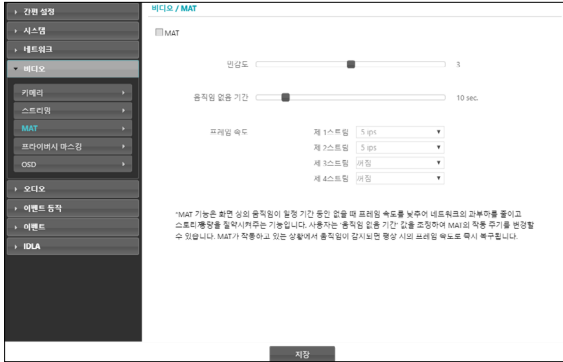 간편 설정
시스템
네트워크
비디오
카메라
스트리밍
MAT
프라이버시 마스킹
OSD
오디오
이벤트 동작
이벤트
IDLA
비디오 / MAT
MAT
민감도 3
움직임 없음 기간 10 sec.
프레임 속도 제 1스트림 5 ips
제 2스트림 5 ips
제 3스트림 꺼짐
제 4스트림 꺼짐
*MAT 기능은 화면 상의 움직임이 일정 기간 동안 없을 때 프레임 속도를 낮추어 네트워크의 과부하를 줄이고
스토리지 용량을 절약시켜주는 기능입니다. 사용자는 '움직임 없음 기간' 값을 조정하여 MAT의 작동 주기를 변경할
수 있습니다. MAT가 작동하고 있는 상황에서 움직임이 감지되면 평상 시의 프레임 속도로 즉시 복구됩니다.
저장